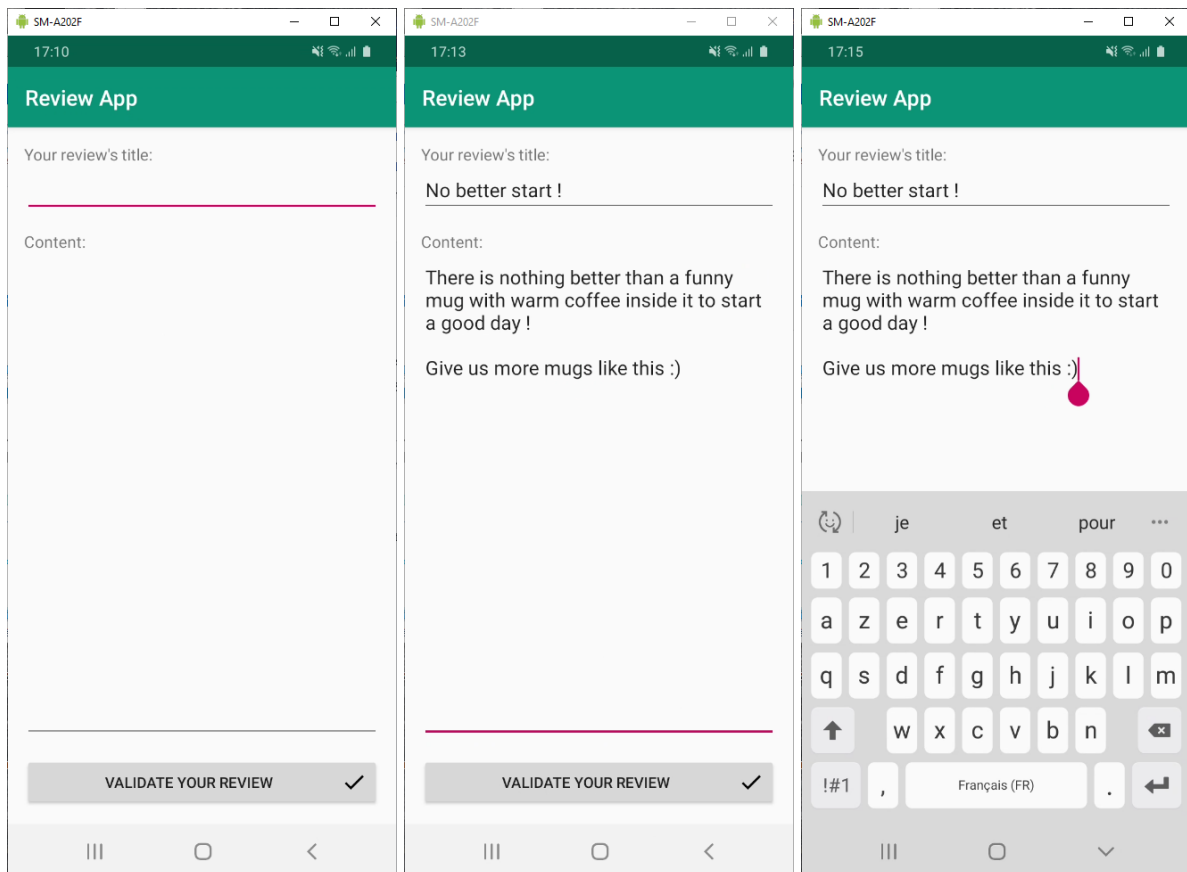 SM-A202F
17:10
Review App
Your review's title:
Content:
VALIDATE YOUR REVIEW
SM-A202F
17:13
Review App
Your review's title:
No better start !
Content:
There is nothing better than a funny
mug with warm coffee inside it to start
a good day !
Give us more mugs like this :)
VALIDATE YOUR REVIEW
SM-A202F
17:15
Review App
Your review's title:
No better start !
Content:
There is nothing better than a funny
mug with warm coffee inside it to start
a good day !
Give us more mugs like this :)
je et pour
1 2 3 4 5 6 7 8 9 0
a z e r t y u i o p
q s d f g h j k l m
w x c v b n
!#1 , Français (FR) .